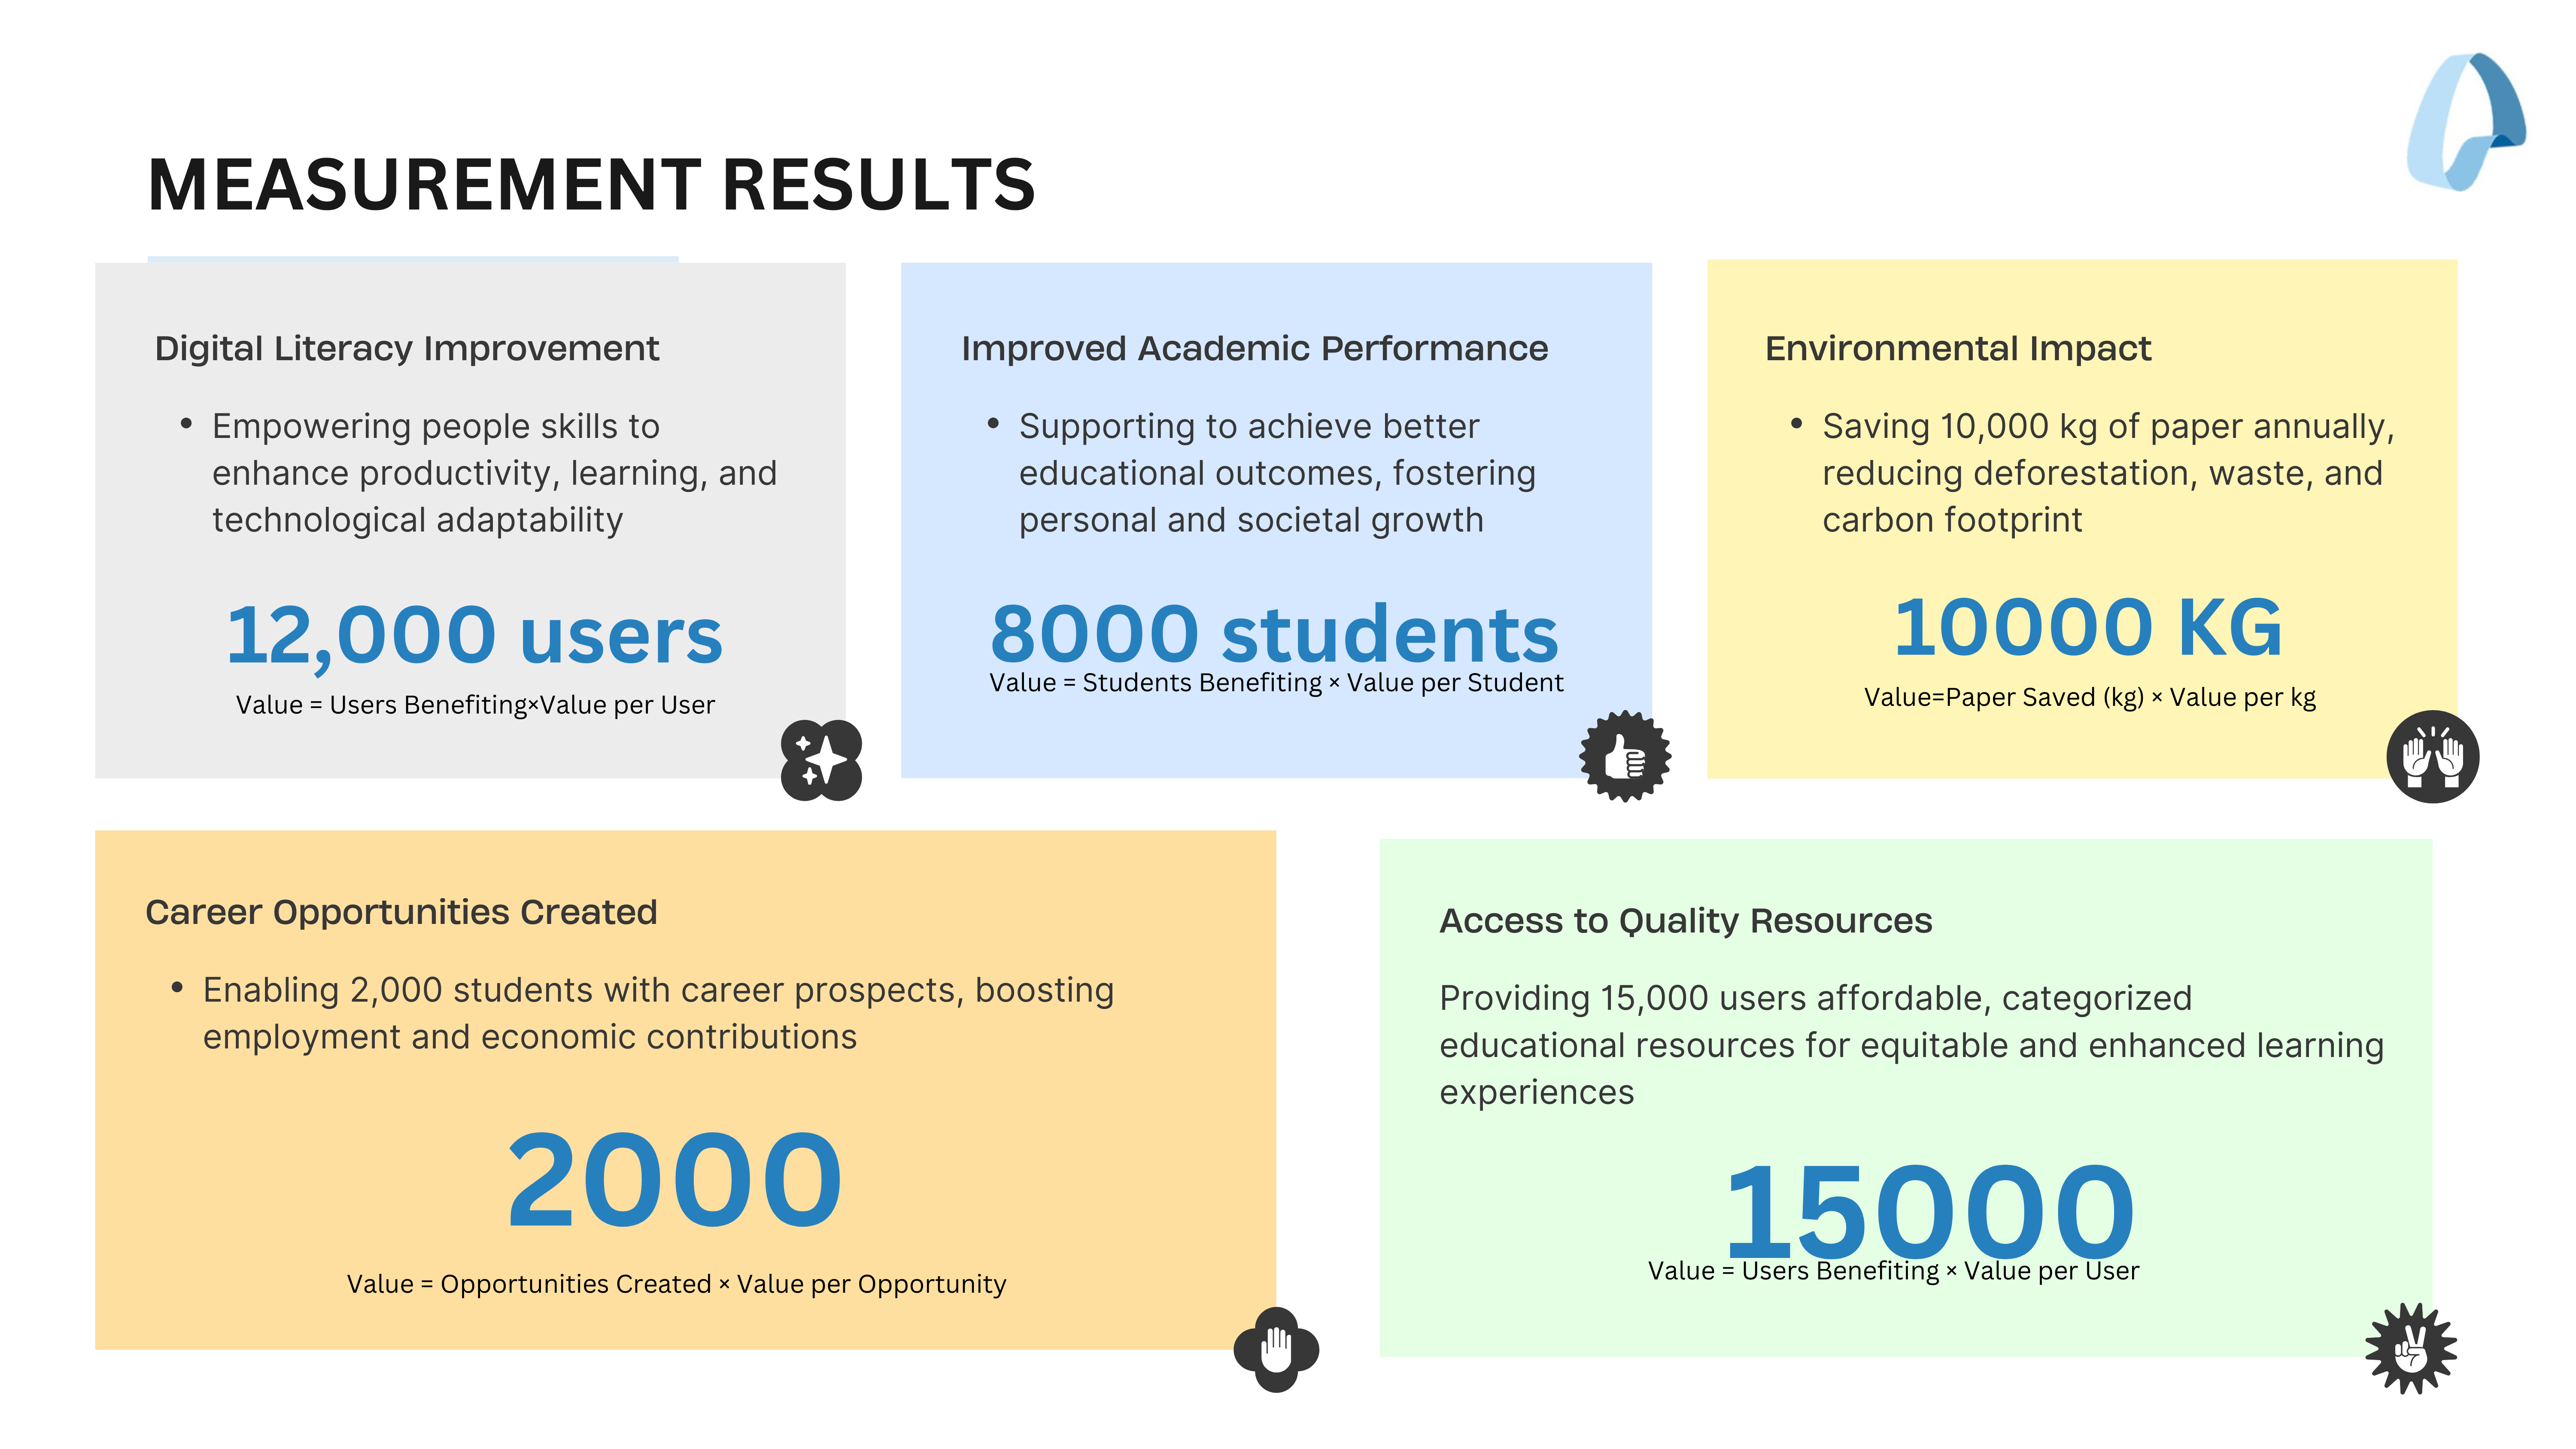 MEASUREMENT RESULTS
Digital Literacy Improvement
• Empowering people skills to
enhance productivity, learning, and
technological adaptability
12,000 users
Value = Users Benefiting×Value per User
Improved Academic Performance
• Supporting to achieve better
educational outcomes, fostering
personal and societal growth
8000 students
Value = Students Benefiting × Value per Student
Environmental Impact
• Saving 10,000 kg of paper annually,
reducing deforestation, waste, and
carbon footprint
10000 KG
Value=Paper Saved (kg) × Value per kg
Career Opportunities Created
• Enabling 2,000 students with career prospects, boosting
employment and economic contributions
2000
Value = Opportunities Created × Value per Opportunity
Access to Quality Resources
Providing 15,000 users affordable, categorized
educational resources for equitable and enhanced learning
experiences
15000
Value = Users Benefiting × Value per User